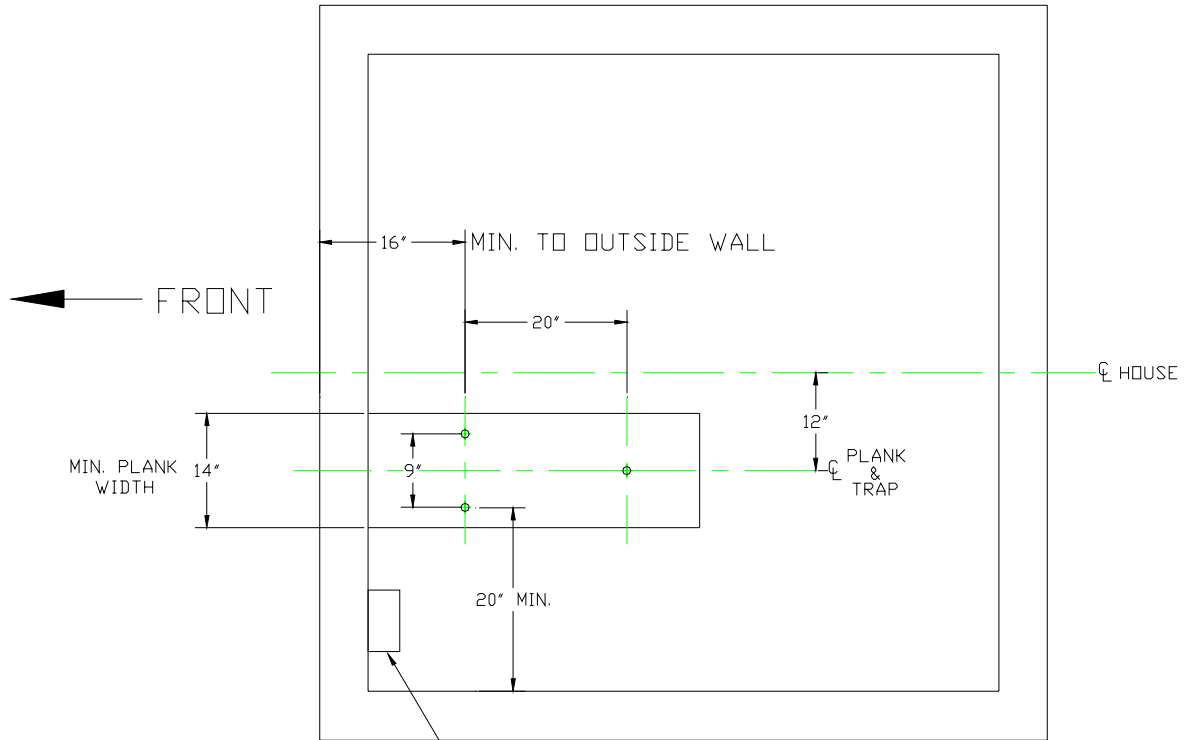 16" MIN. TO OUTSIDE WALL
FRONT
20"
℄ HOUSE
12"
MIN. PLANK
WIDTH
14"
9"
℄ PLANK
&
TRAP
20" MIN.